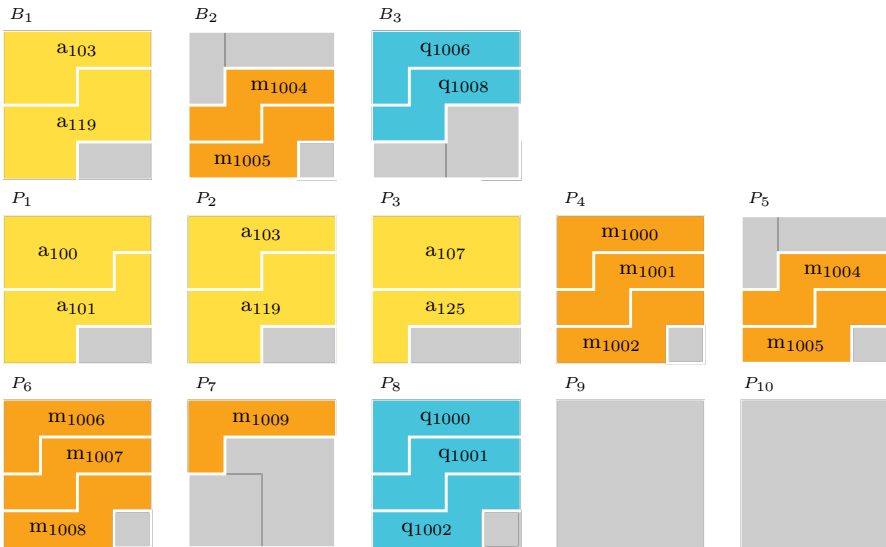 B₁ B₂ B₃
a₁₀₃ q₁₀₀₆
m₁₀₀₄ q₁₀₀₈
a₁₁₉
m₁₀₀₅
P₁ P₂ P₃ P₄ P₅
a₁₀₃ m₁₀₀₀
a₁₀₀ a₁₀₇ m₁₀₀₁ m₁₀₀₄
a₁₀₁ a₁₁₉ a₁₂₅
m₁₀₀₂ m₁₀₀₅
P₆ P₇ P₈ P₉ P₁₀
m₁₀₀₆ m₁₀₀₉ q₁₀₀₀
m₁₀₀₇ q₁₀₀₁
m₁₀₀₈ q₁₀₀₂